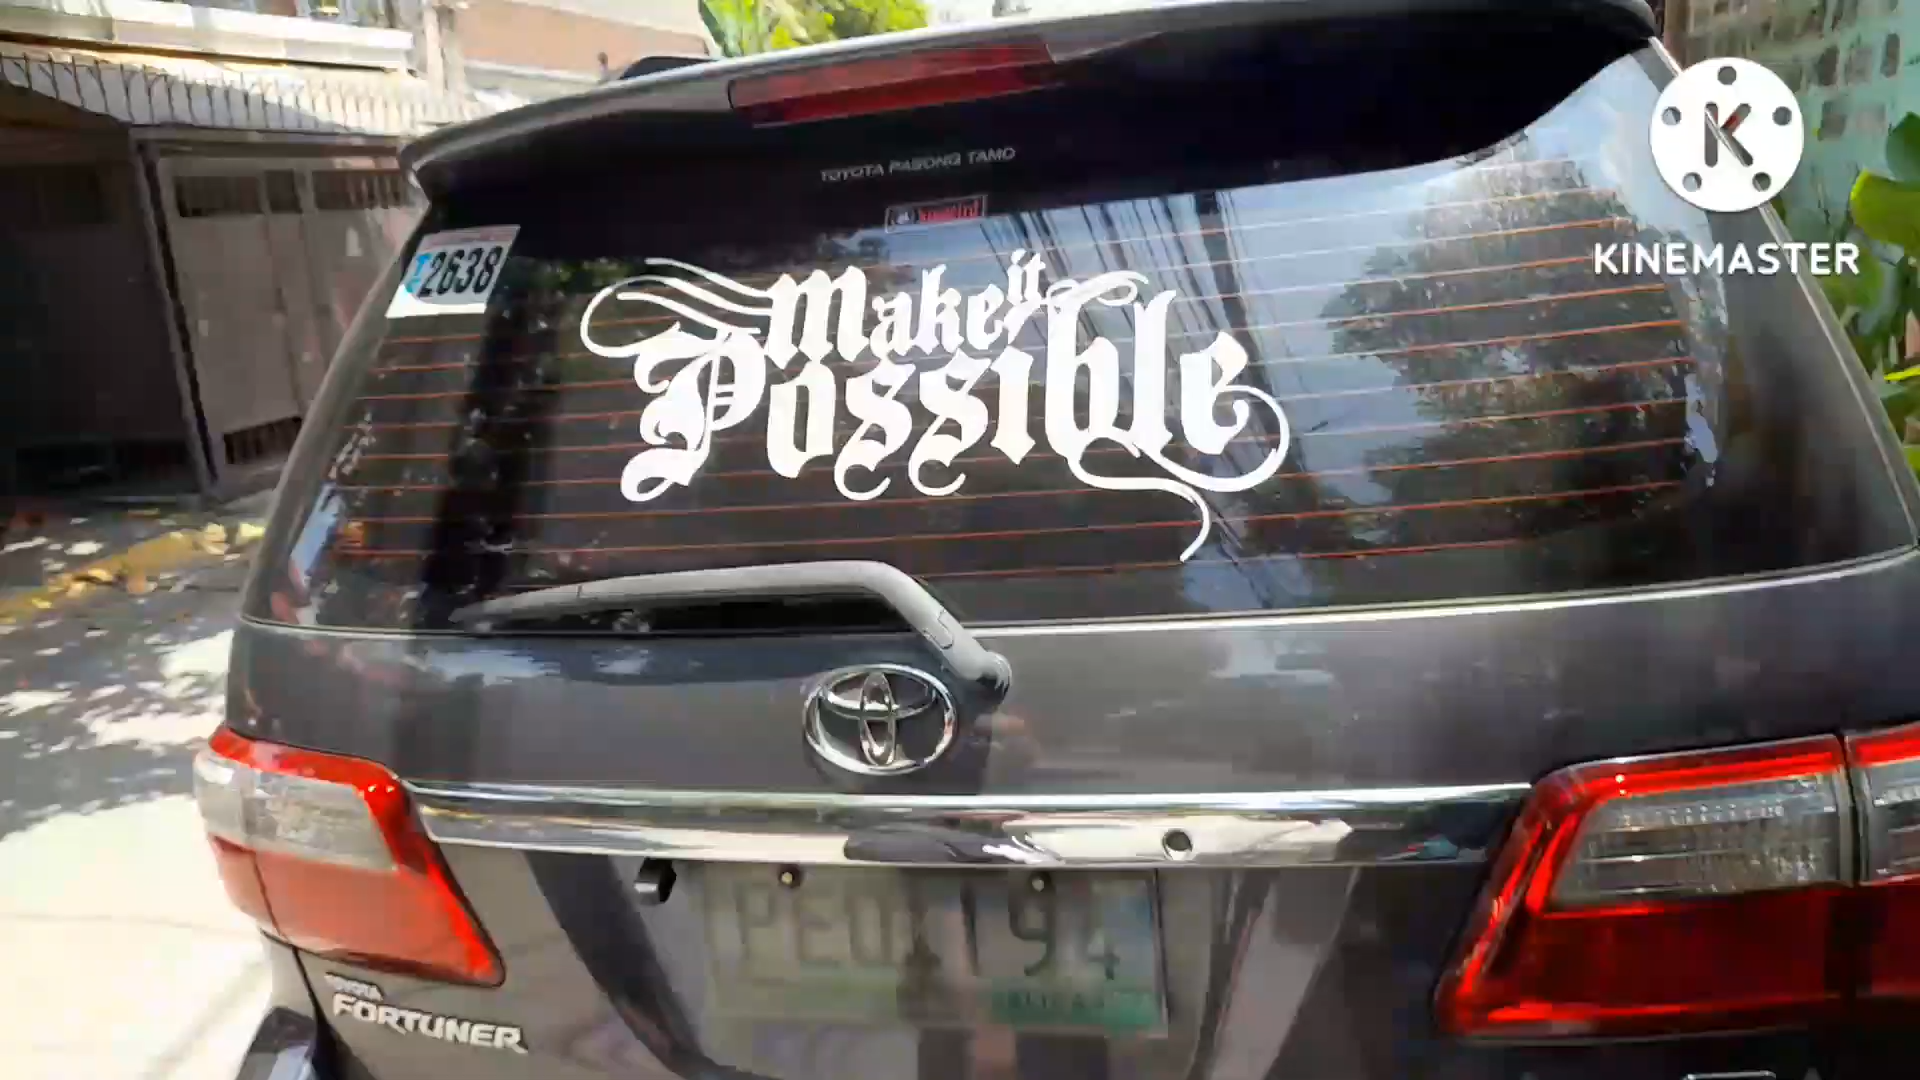 K
KINEMASTER
TOYOTA PASONG TAMO
2638
Make it
Possible
TOYOTA
FORTUNER